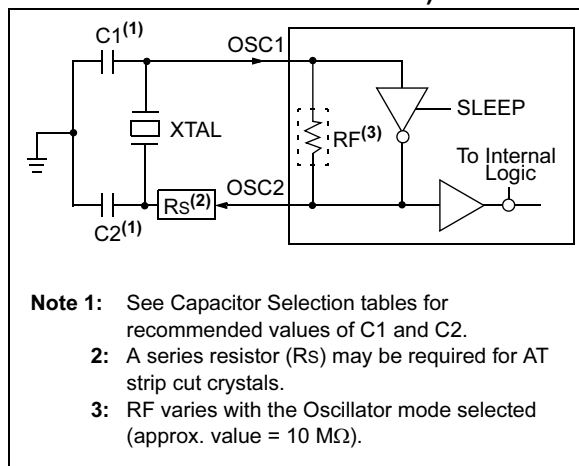 C1(1)
OSC1
XTAL
RF(3)
SLEEP
To Internal
Logic
C2(1)
RS(2)
OSC2
Note 1: See Capacitor Selection tables for
recommended values of C1 and C2.
2: A series resistor (RS) may be required for AT
strip cut crystals.
3: RF varies with the Oscillator mode selected
(approx. value = 10 MΩ).